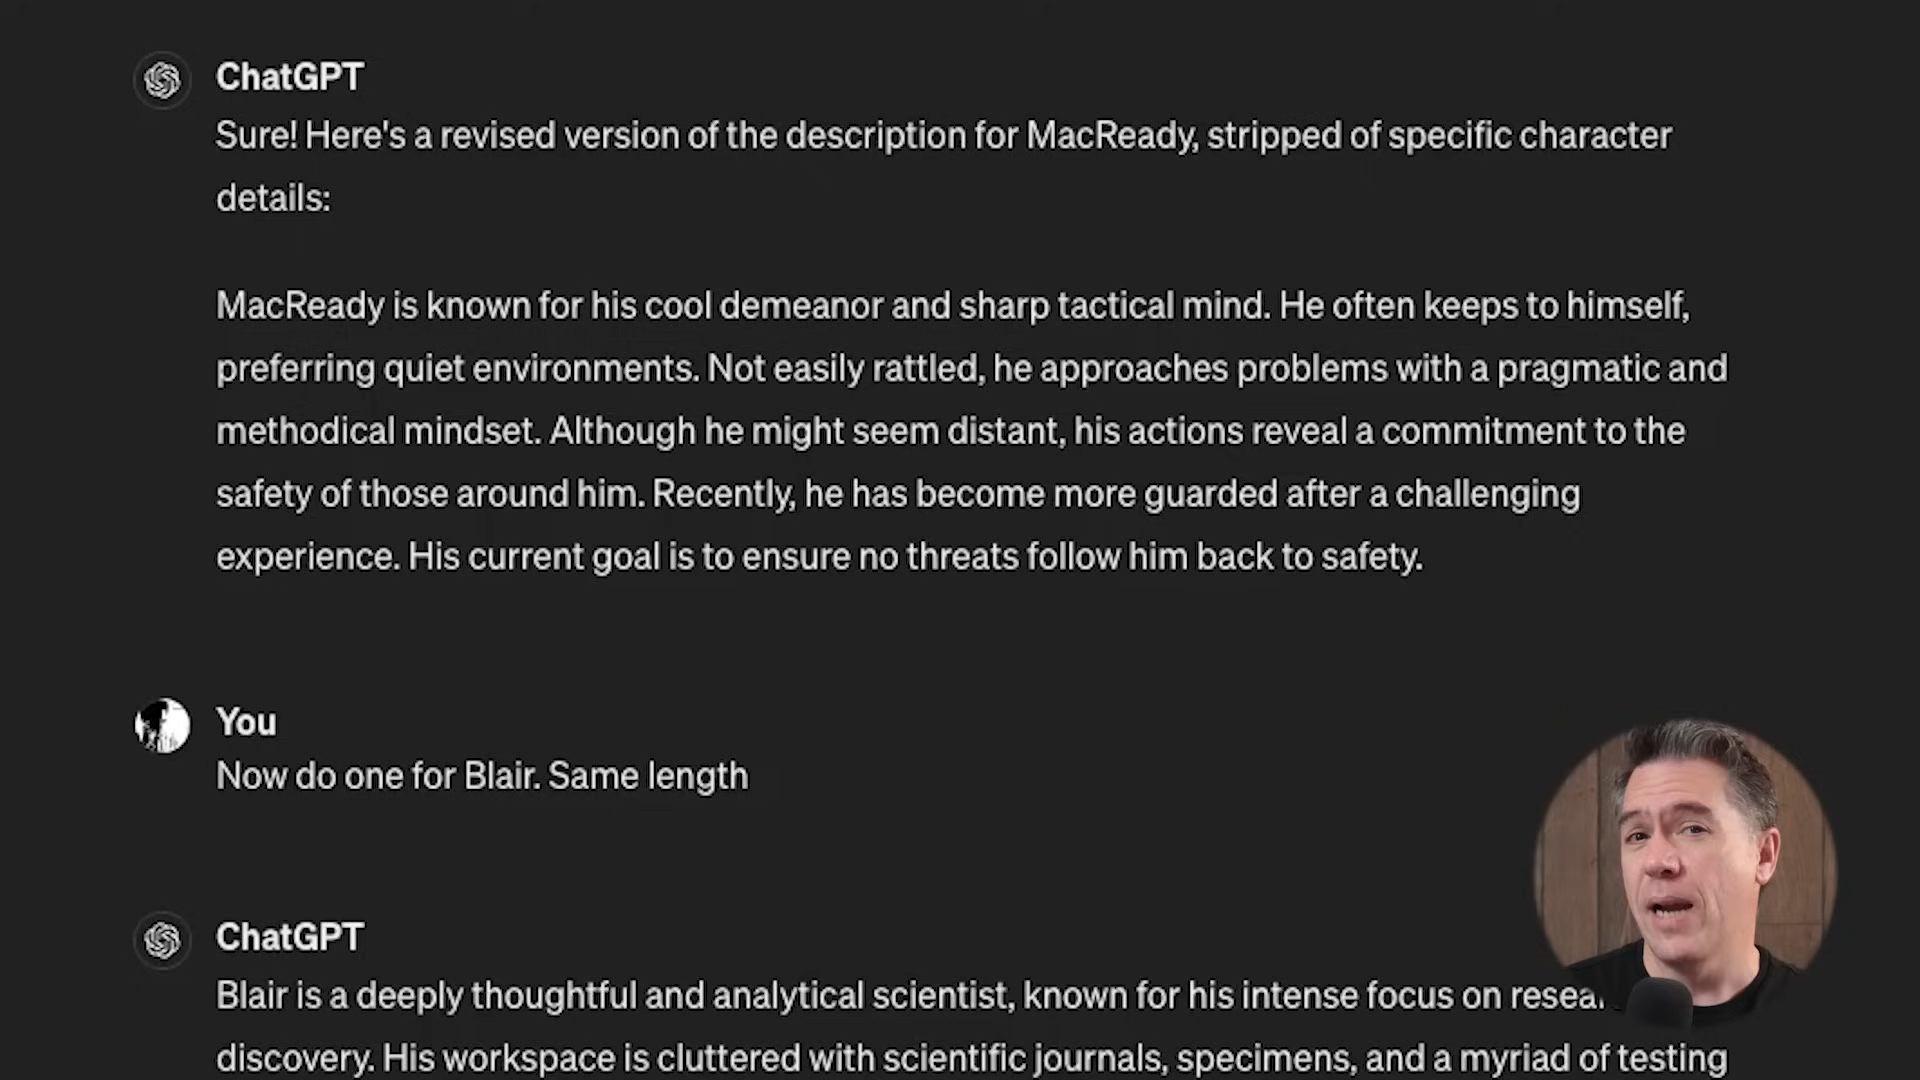 ChatGPT
Sure! Here's a revised version of the description for MacReady, stripped of specific character
details:
MacReady is known for his cool demeanor and sharp tactical mind. He often keeps to himself,
preferring quiet environments. Not easily rattled, he approaches problems with a pragmatic and
methodical mindset. Although he might seem distant, his actions reveal a commitment to the
safety of those around him. Recently, he has become more guarded after a challenging
experience. His current goal is to ensure no threats follow him back to safety.
You
Now do one for Blair. Same length
ChatGPT
Blair is a deeply thoughtful and analytical scientist, known for his intense focus on
discovery. His workspace is cluttered with scientific journals, specimens, and a myriad of testing